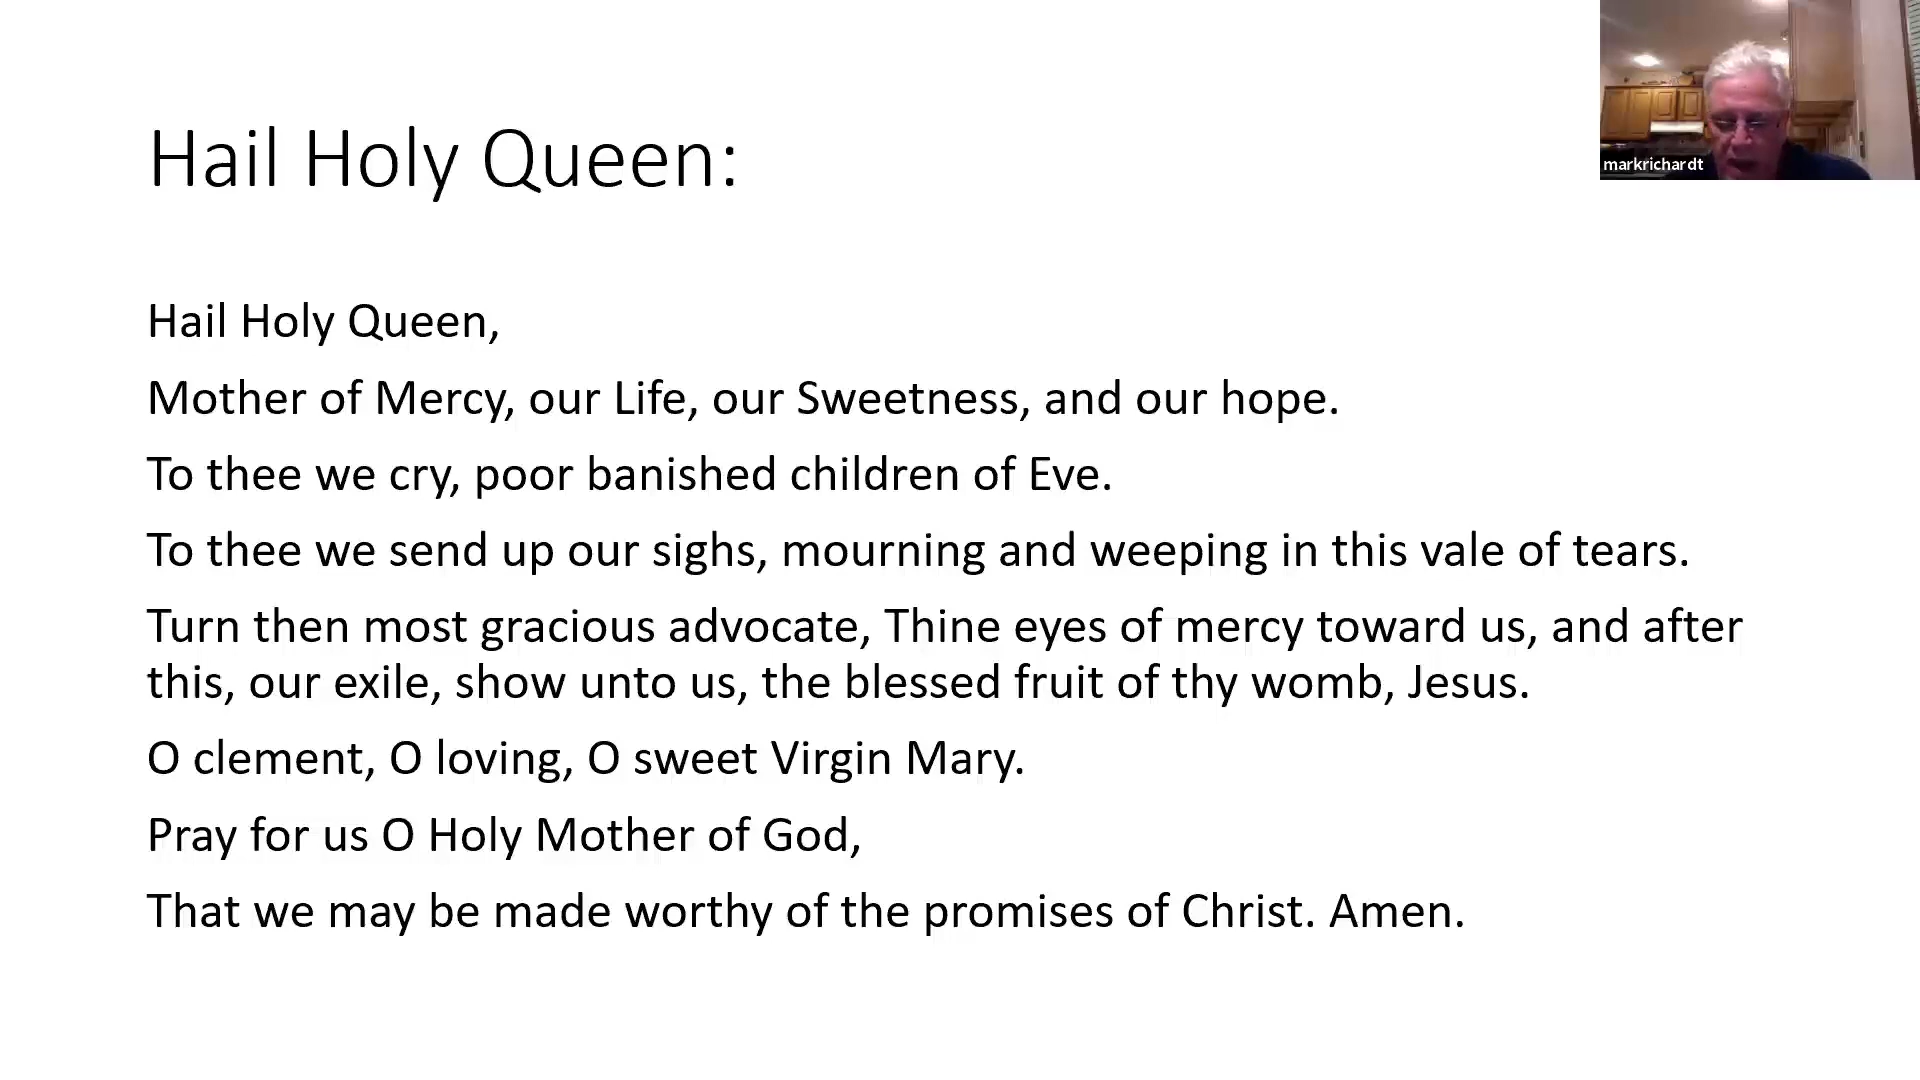 Hail Holy Queen:
markrichardt
Hail Holy Queen,
Mother of Mercy, our Life, our Sweetness, and our hope.
To thee we cry, poor banished children of Eve.
To thee we send up our sighs, mourning and weeping in this vale of tears.
Turn then most gracious advocate, Thine eyes of mercy toward us, and after
this, our exile, show unto us, the blessed fruit of thy womb, Jesus.
O clement, O loving, O sweet Virgin Mary.
Pray for us O Holy Mother of God,
That we may be made worthy of the promises of Christ. Amen.